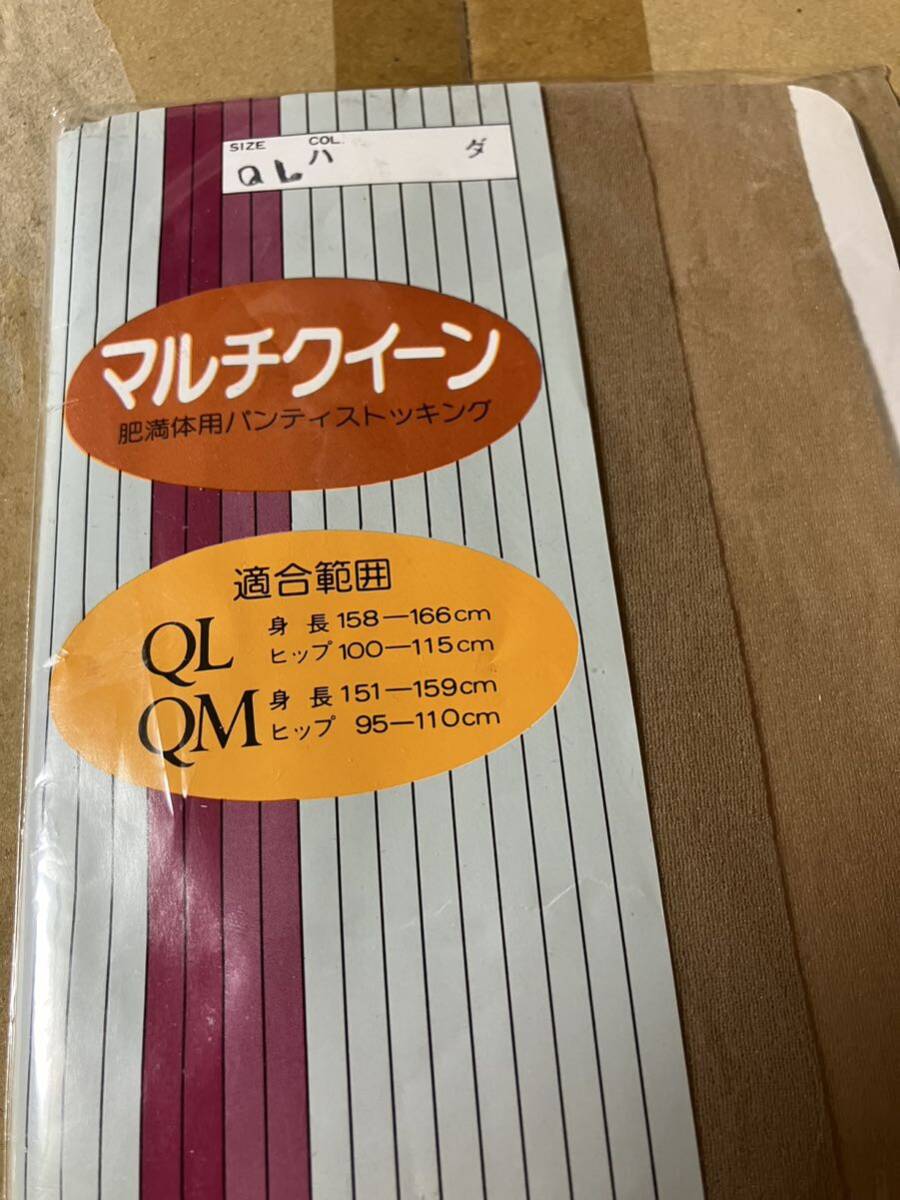 SIZE COL.
QL ハ ダ
マルチクイーン
肥満体用パンティストッキング
適合範囲
QL 身長 158—166cm
ヒップ 100—115cm
QM 身長 151—159cm
ヒップ 95—110cm